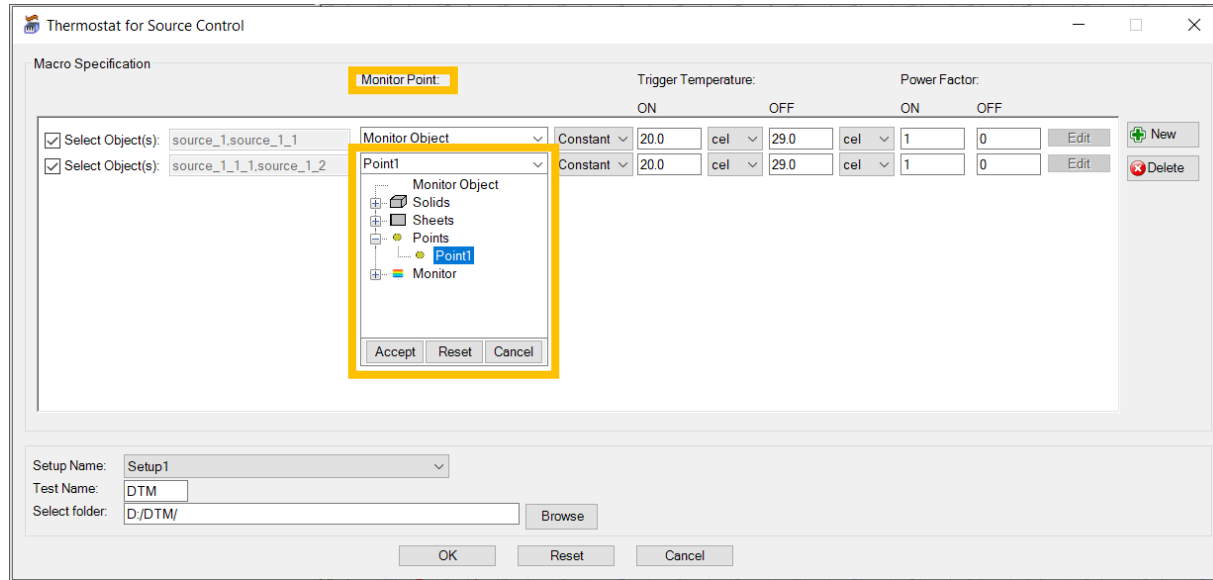 Thermostat for Source Control
Macro Specification
Monitor Point: Trigger Temperature: Power Factor:
ON OFF ON OFF
Select Object(s): source_1,source_1_1 Monitor Object Constant 20.0 cel 29.0 cel 1 0 Edit New
Select Object(s): source_1_1_1,source_1_2 Point1 Constant 20.0 cel 29.0 cel 1 0 Edit Delete
Monitor Object
Solids
Sheets
Points
Point1
Monitor
Accept Reset Cancel
Setup Name: Setup1
Test Name: DTM
Select folder: D:/DTM/ Browse
OK Reset Cancel